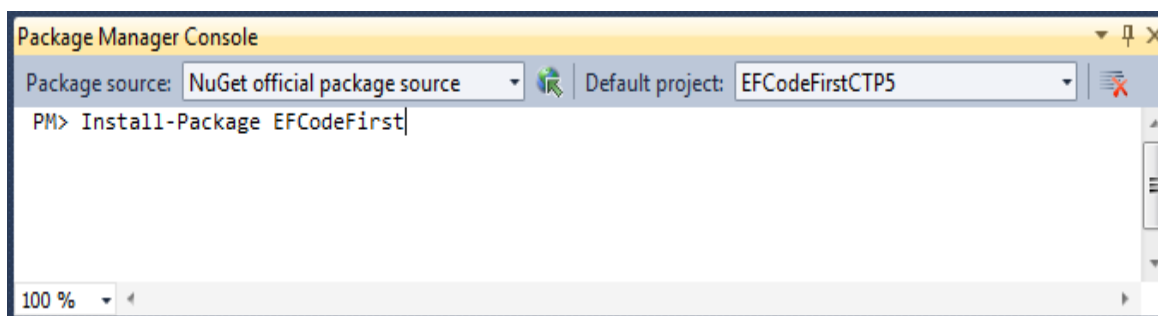 Package Manager Console
Package source: NuGet official package source Default project: EFCodeFirstCTP5
PM> Install-Package EFCodeFirst
100 %